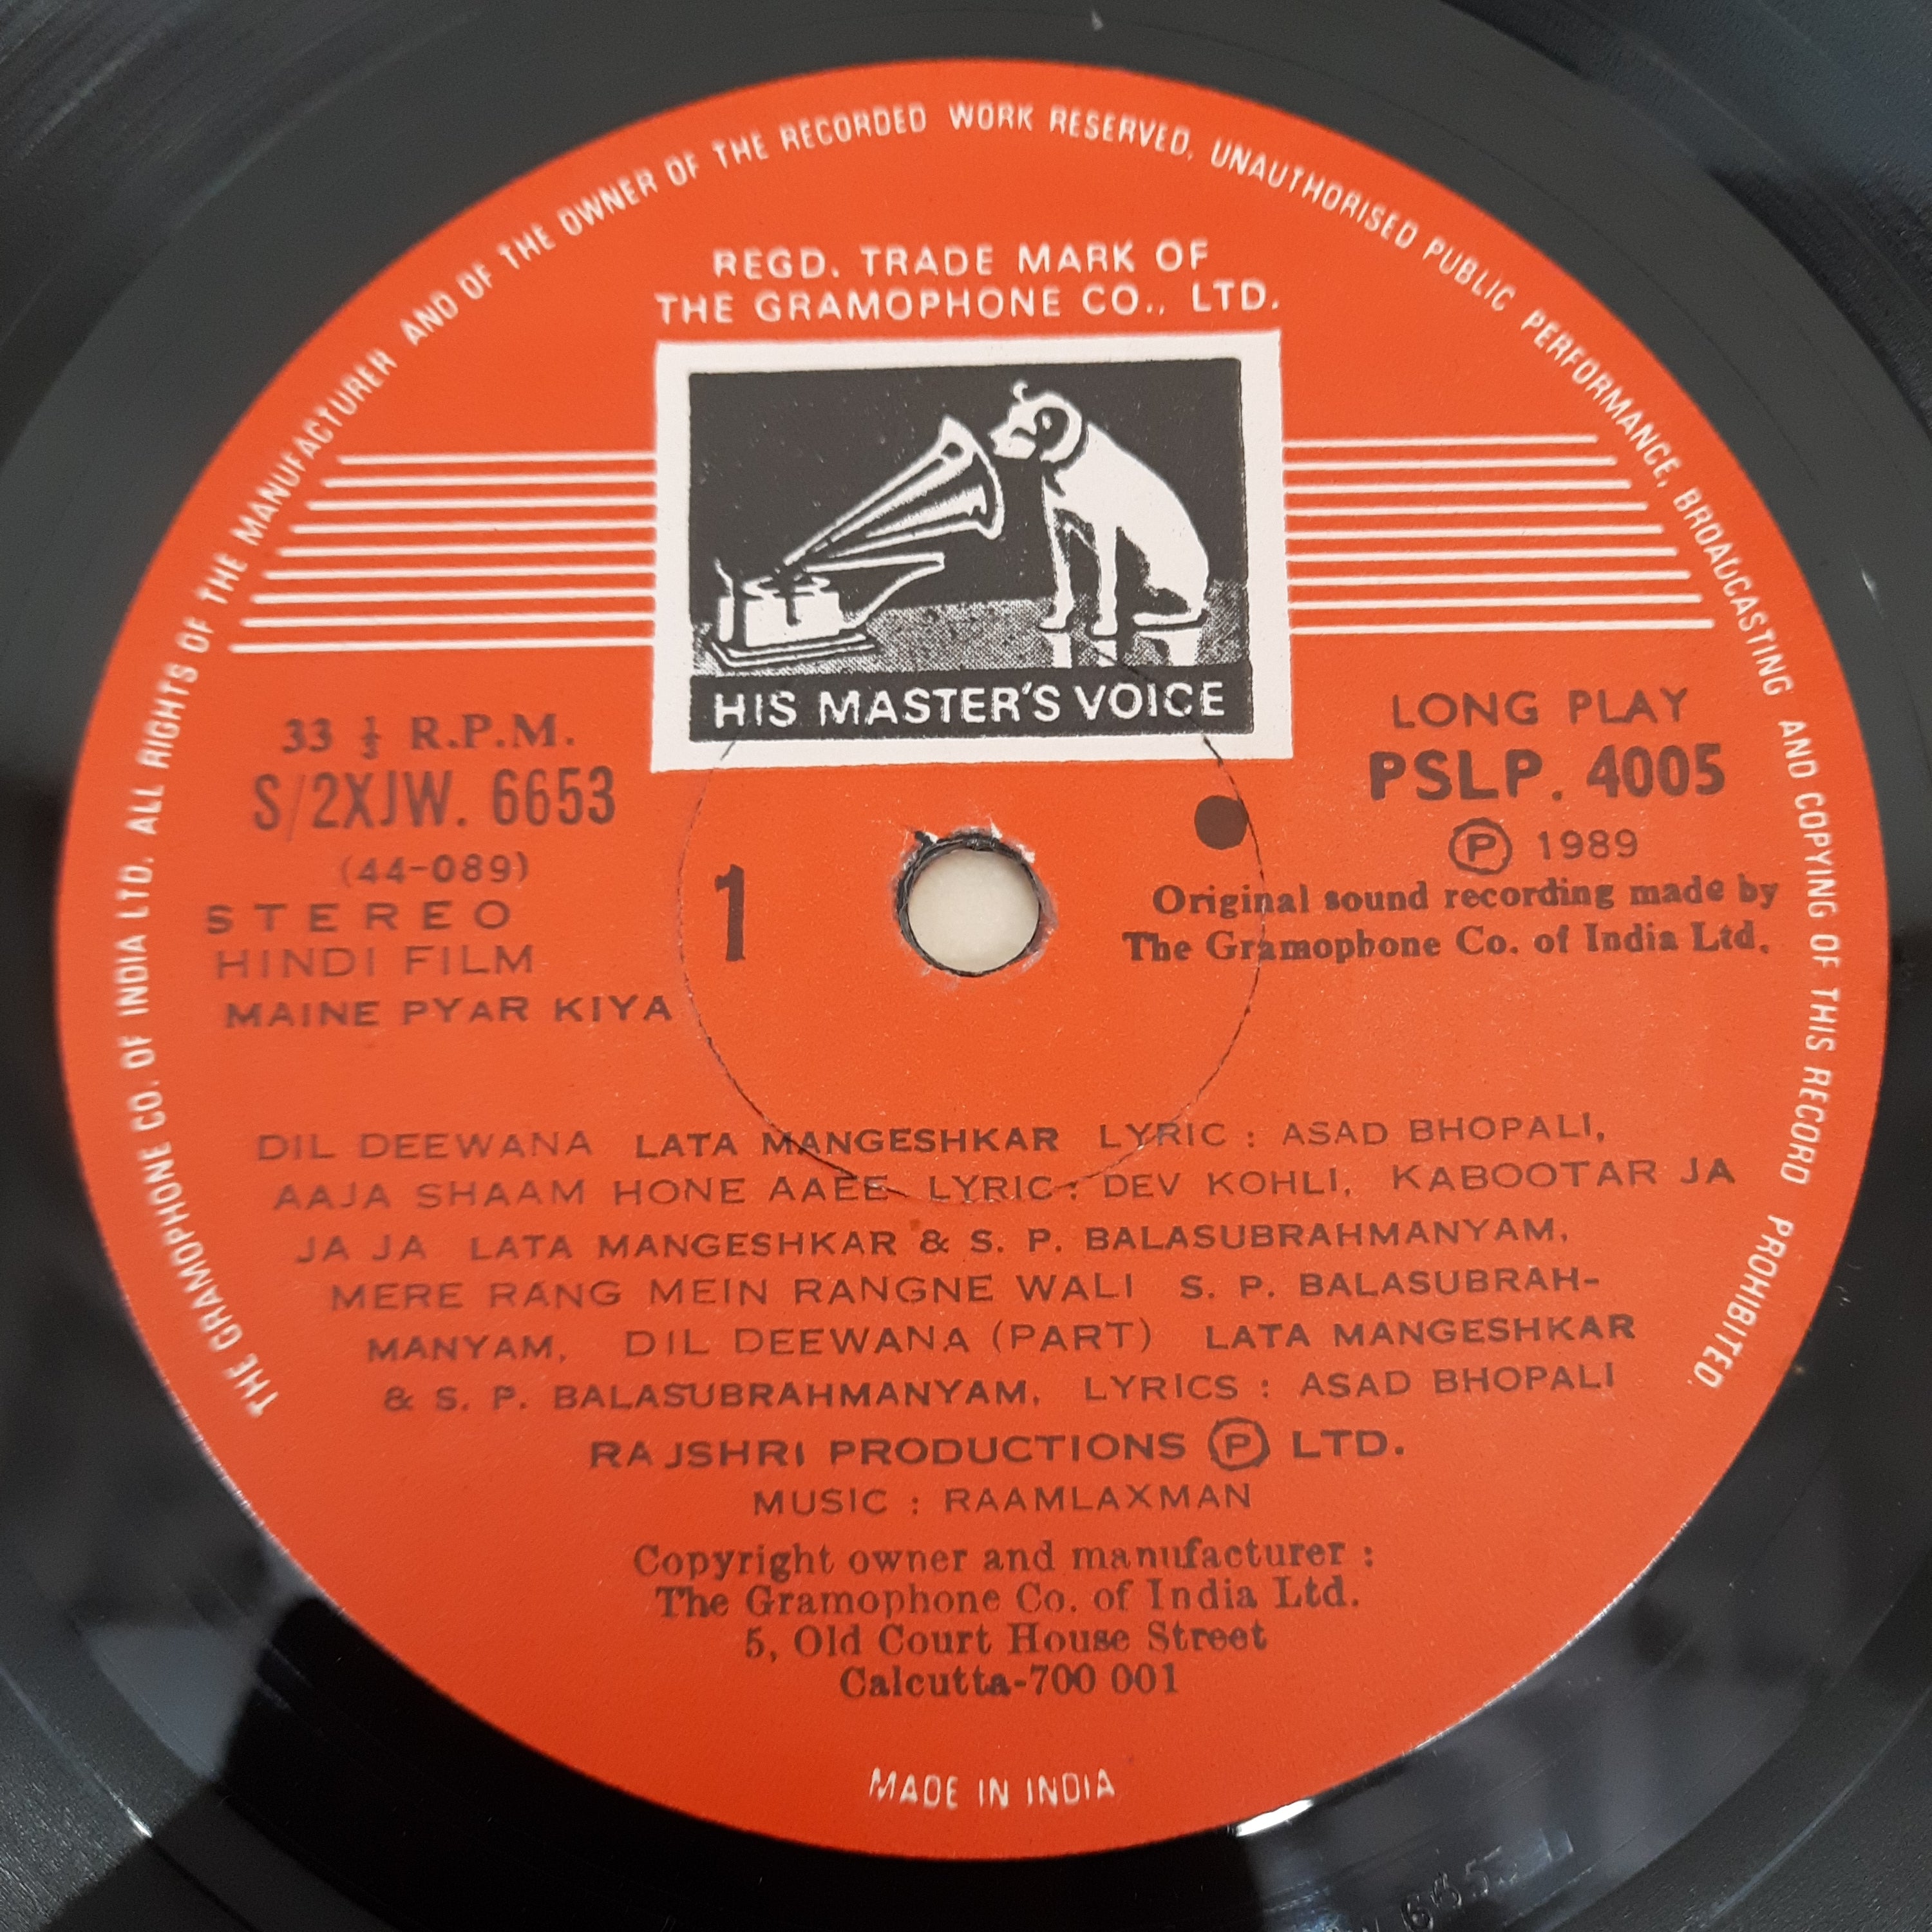 THE GRAMOPHONE CO. OF INDIA LTD. ALL RIGHTS OF THE MANUFACTURER AND OF THE OWNER OF THE RECORDED WORK RESERVED, UNAUTHORISED PUBLIC PERFORMANCE, BROADCASTING AND COPYING OF THIS RECORD PROHIBITED.
REGD. TRADE MARK OF
THE GRAMOPHONE CO., LTD.
HIS MASTER'S VOICE
33 ⅓ R.P.M.
S/2XJW. 6653
(44-089)
STEREO
HINDI FILM
MAINE PYAR KIYA
1
LONG PLAY
PSLP. 4005
Ⓟ 1989
Original sound recording made by
The Gramophone Co. of India Ltd.
DIL DEEWANA LATA MANGESHKAR LYRIC : ASAD BHOPALI,
AAJA SHAAM HONE AAEE LYRIC : DEV KOHLI, KABOOTAR JA
JA JA LATA MANGESHKAR & S. P. BALASUBRAHMANYAM,
MERE RANG MEIN RANGNE WALI S. P. BALASUBRAH-
MANYAM, DIL DEEWANA (PART) LATA MANGESHKAR
& S. P. BALASUBRAHMANYAM, LYRICS : ASAD BHOPALI
RAJSHRI PRODUCTIONS Ⓟ LTD.
MUSIC : RAAMLAXMAN
Copyright owner and manufacturer :
The Gramophone Co. of India Ltd.
5, Old Court House Street
Calcutta-700 001
MADE IN INDIA